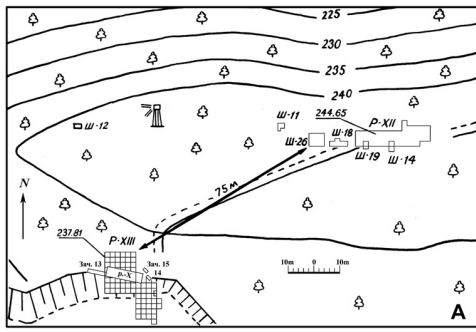 225
230
235
240
Ш-11
244.65
Р-XII
Ш-12
Ш-26
Ш-18
Ш-19
Ш-14
75м
N
237.81
Р-XIII
Зач. 13
р.-X
Зач. 15
14
10m 0 10m
А